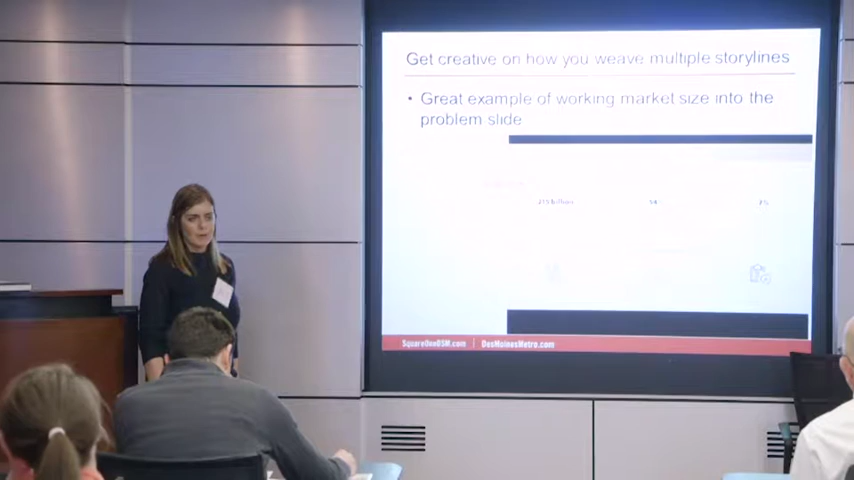 Get creative on how you weave multiple storylines
• Great example of working market size into the
problem slide
SquareOneDSM.com | DesMoinesMetro.com